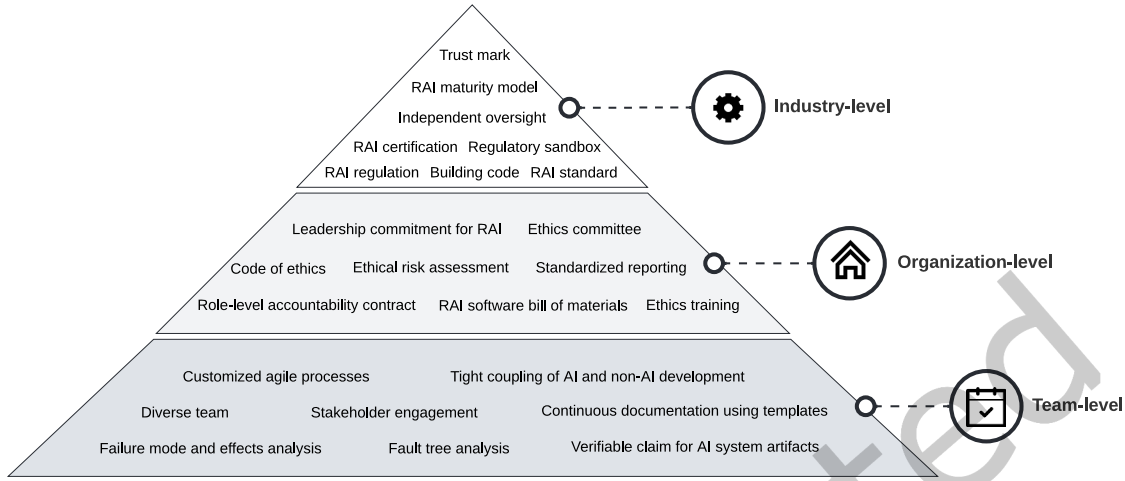 Trust mark
RAI maturity model
Independent oversight
Industry-level
RAI certification Regulatory sandbox
RAI regulation Building code RAI standard
Leadership commitment for RAI Ethics committee
Code of ethics Ethical risk assessment Standardized reporting
Organization-level
Role-level accountability contract RAI software bill of materials Ethics training
Customized agile processes Tight coupling of AI and non-AI development
Diverse team Stakeholder engagement Continuous documentation using templates
Team-level
Failure mode and effects analysis Fault tree analysis Verifiable claim for AI system artifacts
ted